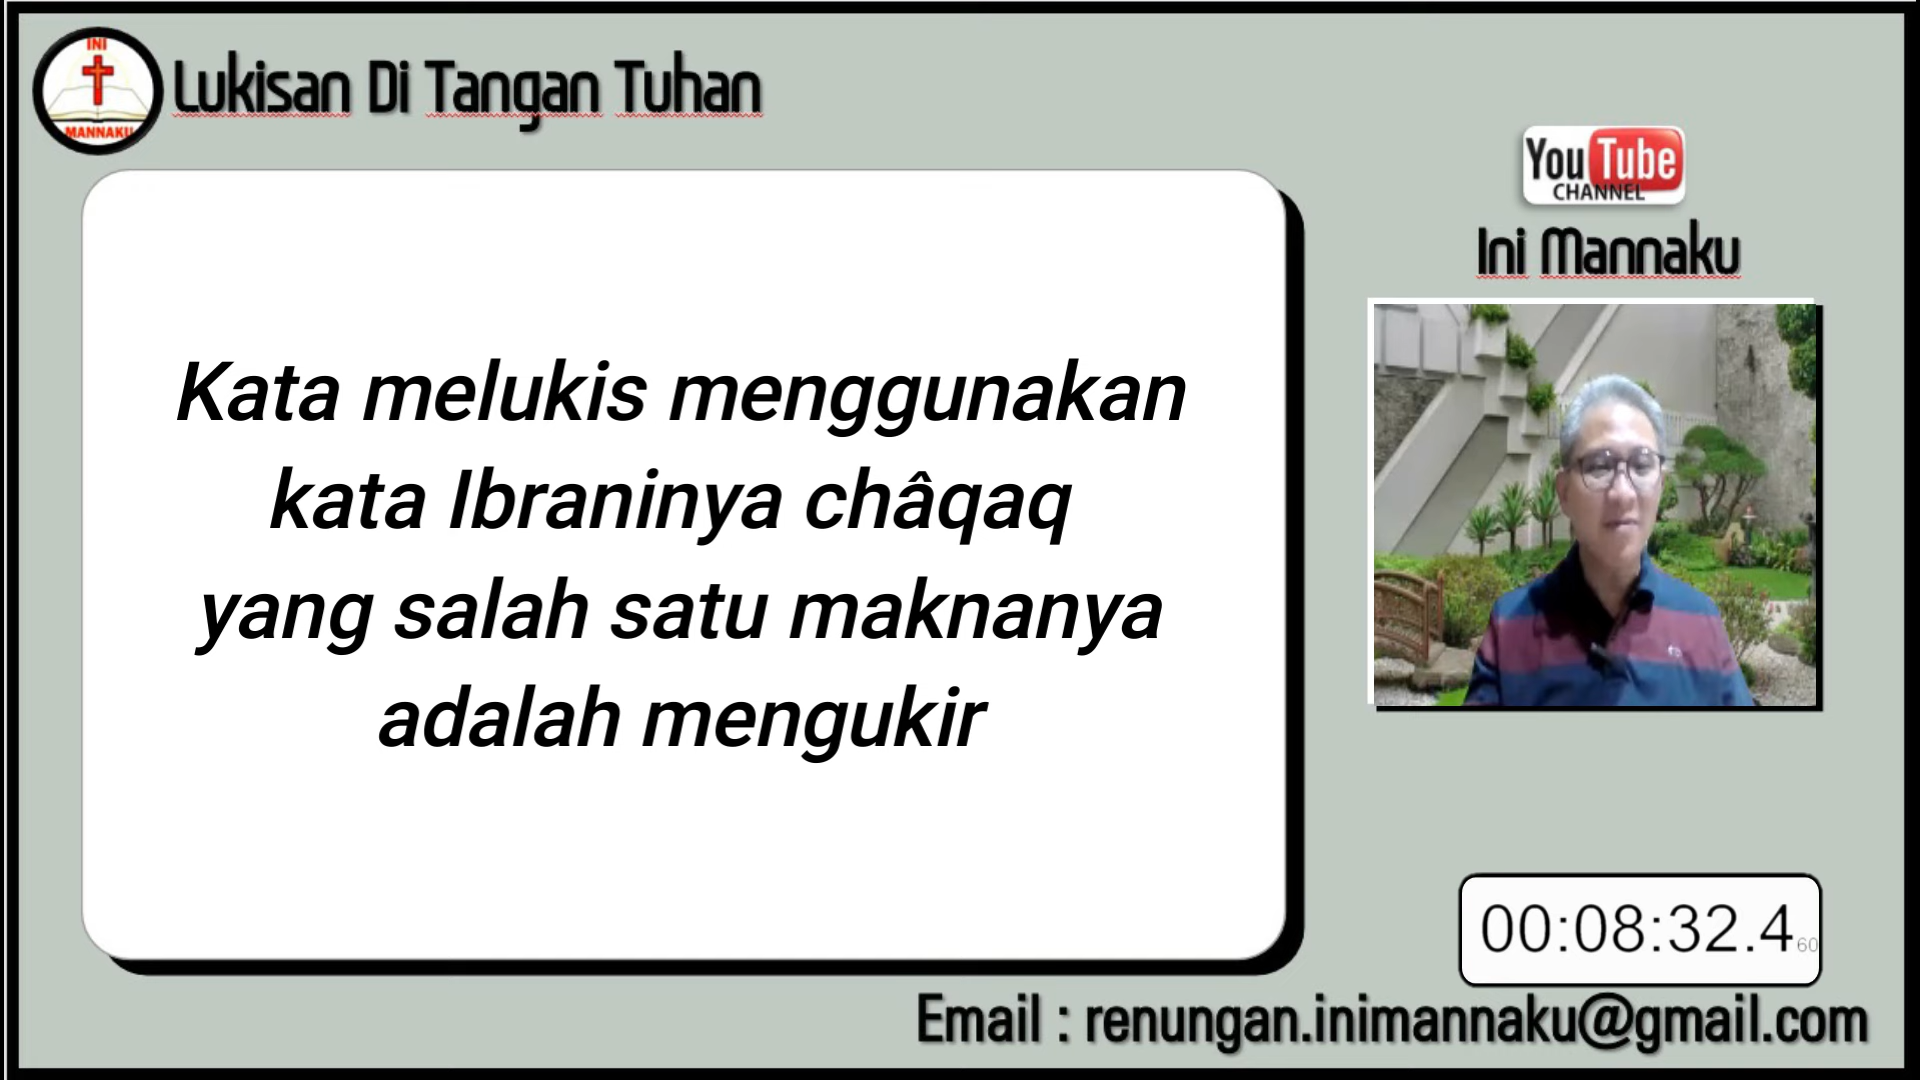 INI
MANNAKU
Lukisan Di Tangan Tuhan
You Tube
CHANNEL
Ini Mannaku
Kata melukis menggunakan
kata Ibraninya châqaq
yang salah satu maknanya
adalah mengukir
00:08:32.4
60
Email : renungan.inimannaku@gmail.com